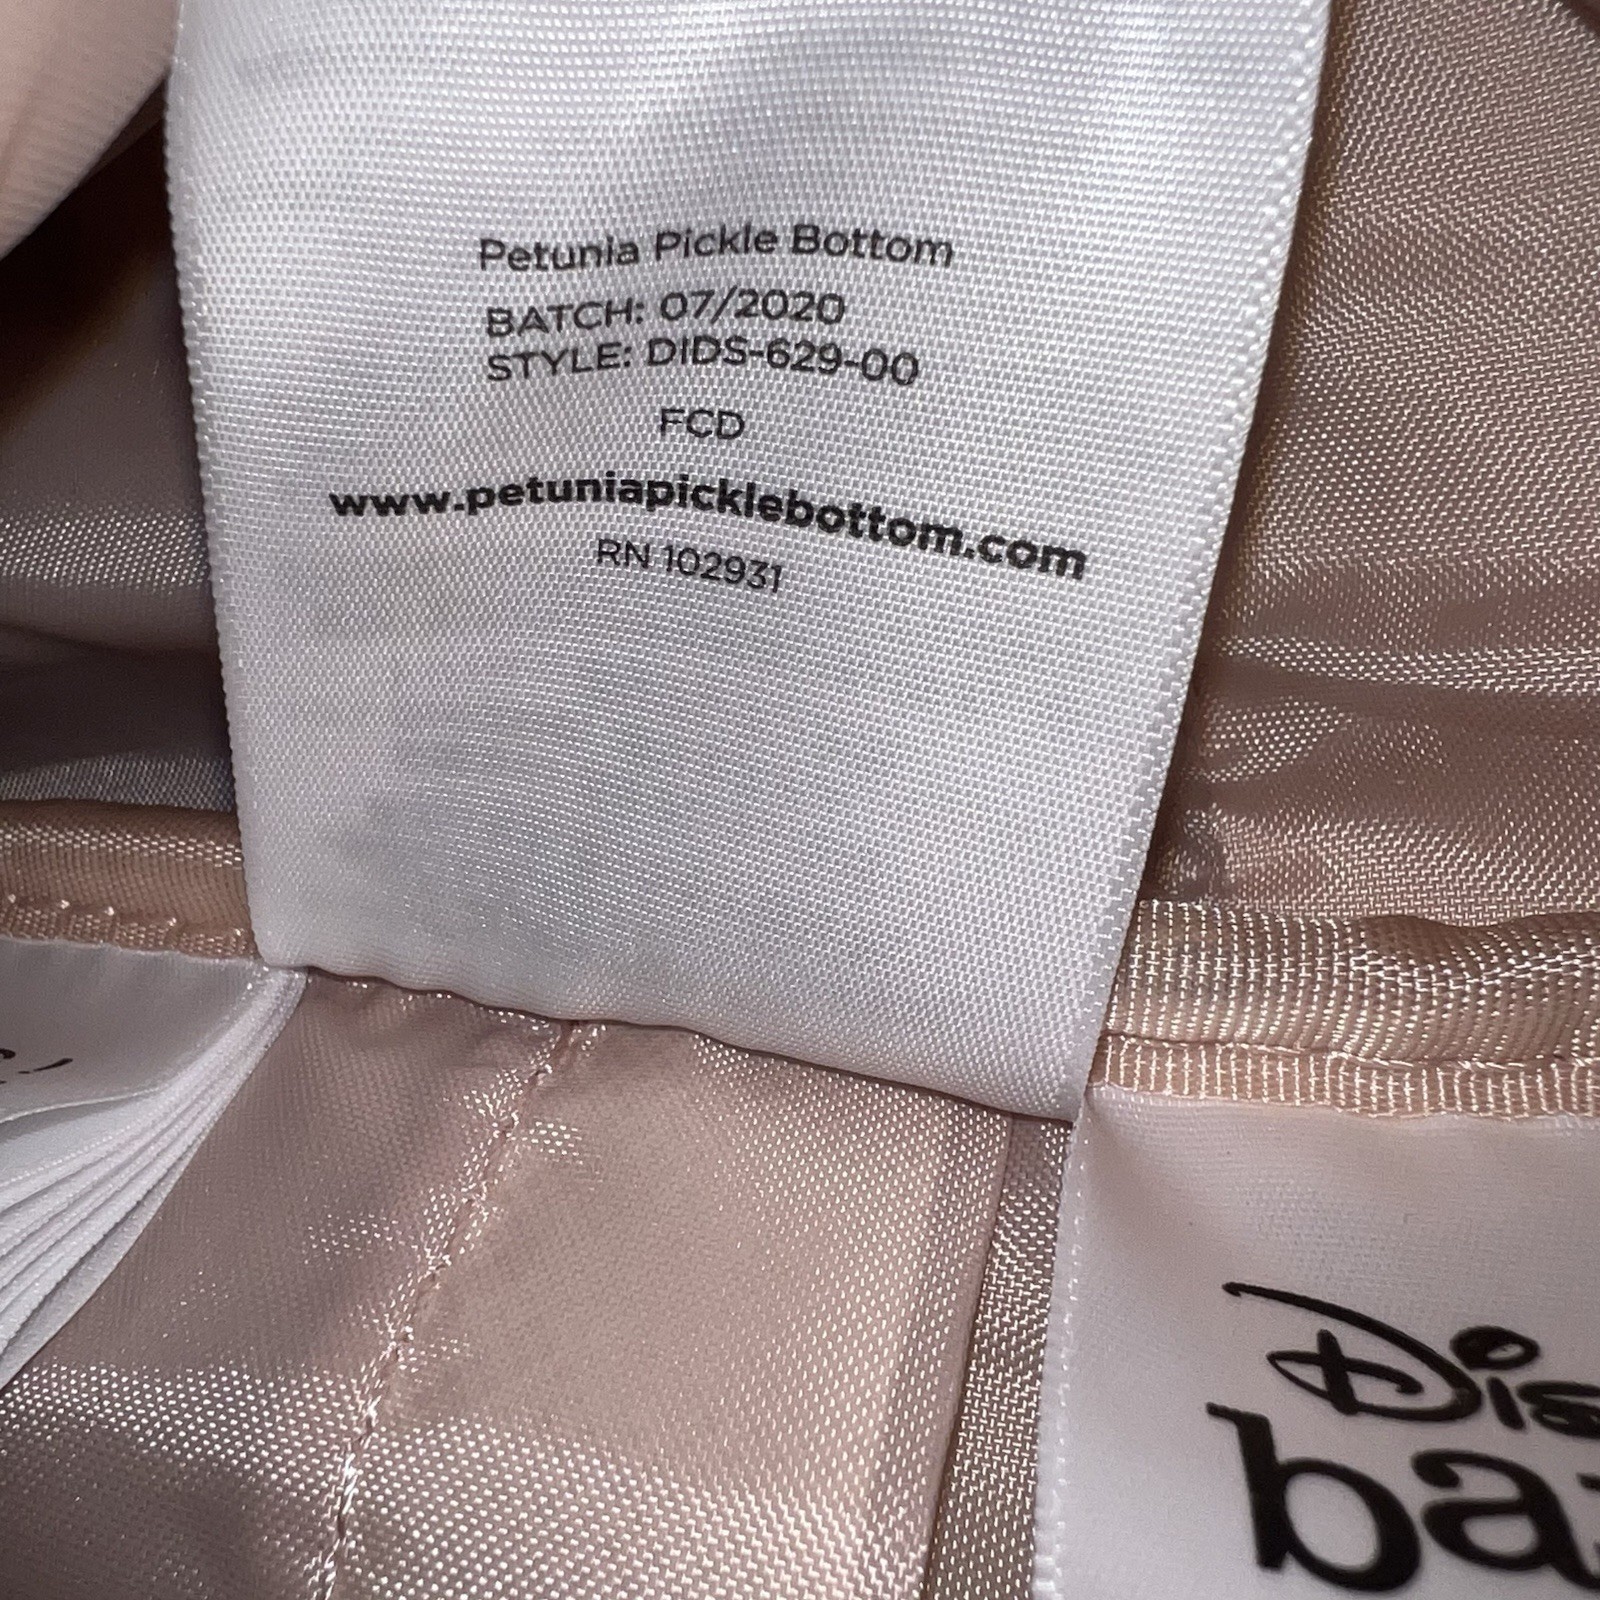 Petunia Pickle Bottom
BATCH: 07/2020
STYLE: DIDS-629-00
FCD
www.petuniapicklebottom.com
RN 102931